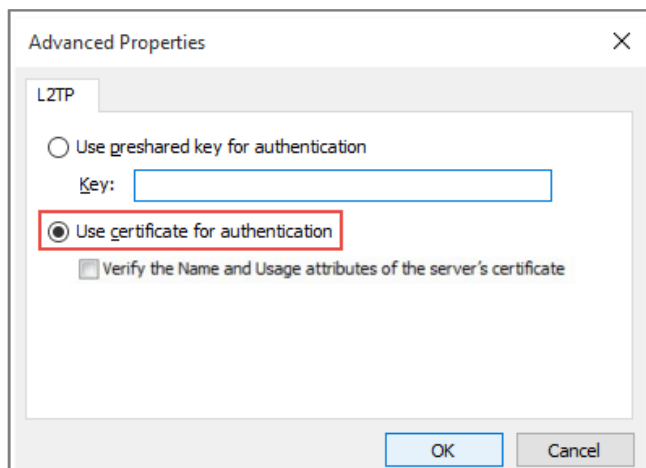 Advanced Properties
L2TP
Use preshared key for authentication
Key:
Use certificate for authentication
Verify the Name and Usage attributes of the server's certificate
OK
Cancel